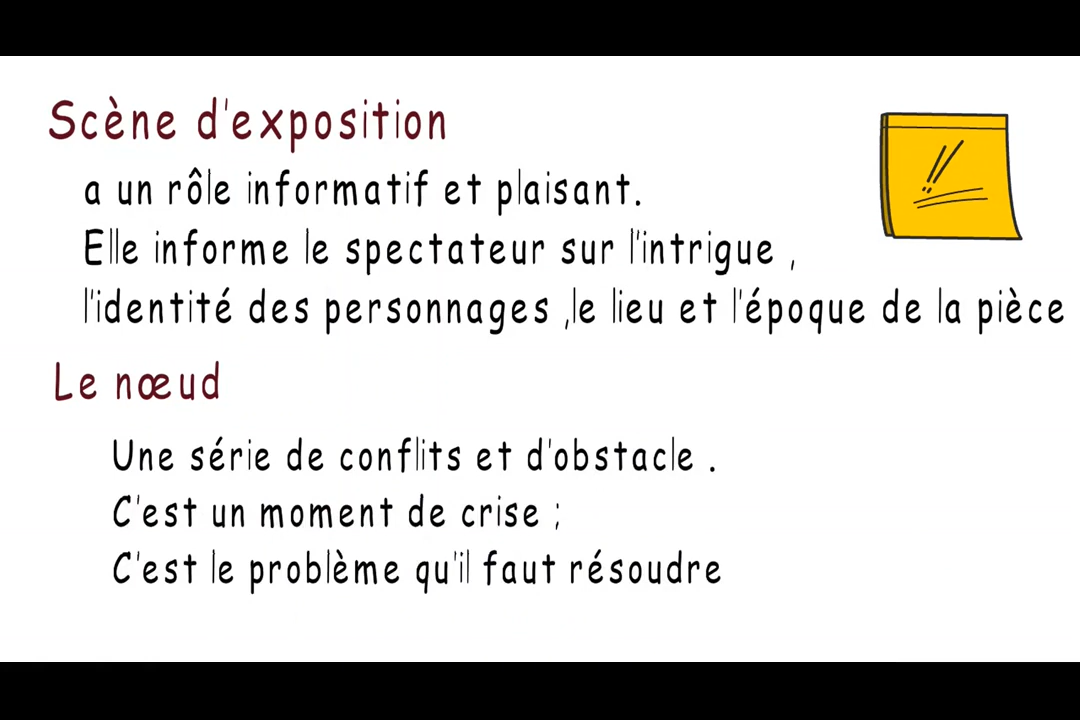 Scène d'exposition
a un rôle informatif et plaisant.
Elle informe le spectateur sur l'intrigue ,
l'identité des personnages ,le lieu et l'époque de la pièce
Le nœud
Une série de conflits et d'obstacle .
C'est un moment de crise ;
C'est le problème qu'il faut résoudre